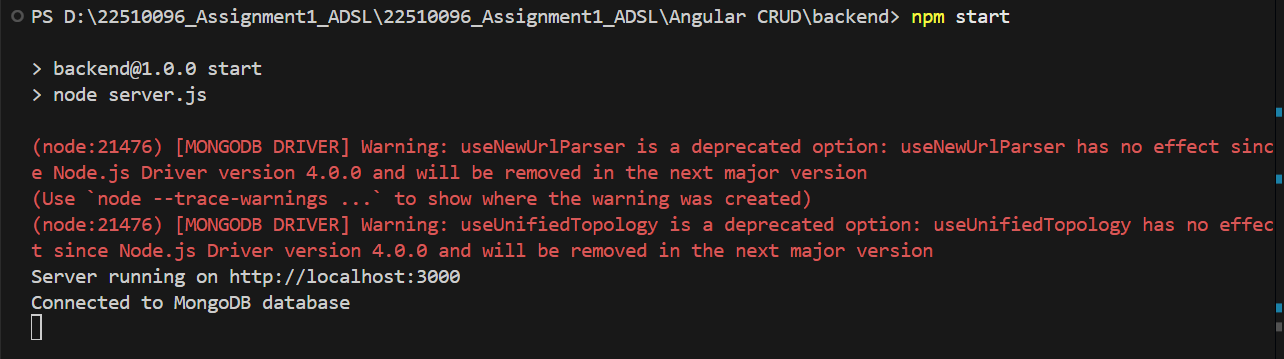 PS D:\22510096_Assignment1_ADSL\22510096_Assignment1_ADSL\Angular CRUD\backend> npm start
> backend@1.0.0 start
> node server.js
(node:21476) [MONGODB DRIVER] Warning: useNewUrlParser is a deprecated option: useNewUrlParser has no effect sinc
e Node.js Driver version 4.0.0 and will be removed in the next major version
(Use `node --trace-warnings ...` to show where the warning was created)
(node:21476) [MONGODB DRIVER] Warning: useUnifiedTopology is a deprecated option: useUnifiedTopology has no effec
t since Node.js Driver version 4.0.0 and will be removed in the next major version
Server running on http://localhost:3000
Connected to MongoDB database